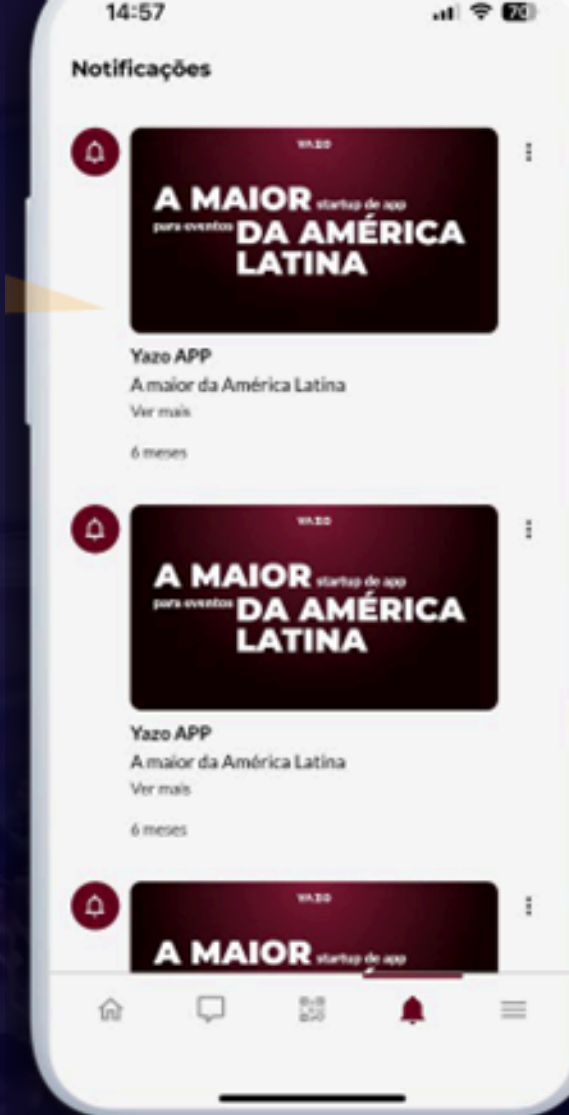 14:57
70
Notificações
YAZO
A MAIOR startup de app
para eventos DA AMÉRICA
LATINA
Yazo APP
A maior da América Latina
Ver mais
6 meses
YAZO
A MAIOR startup de app
para eventos DA AMÉRICA
LATINA
Yazo APP
A maior da América Latina
Ver mais
6 meses
YAZO
A MAIOR startup de app